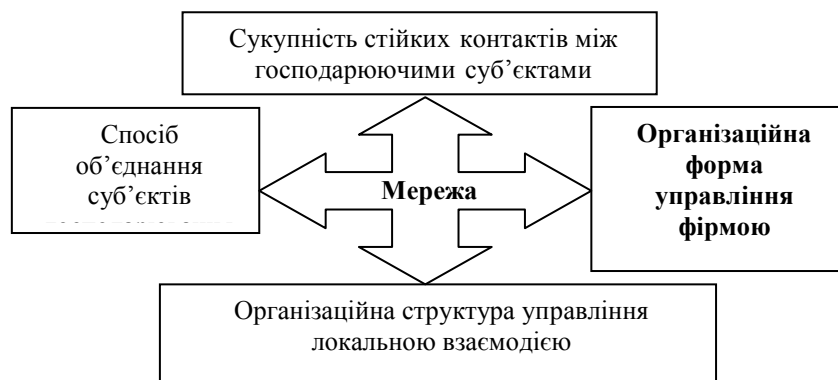 Сукупність стійких контактів між
господарюючими суб’єктами
Спосіб
об’єднання
суб’єктів
Мережа
Організаційна
форма
управління
фірмою
Організаційна структура управління
локальною взаємодією